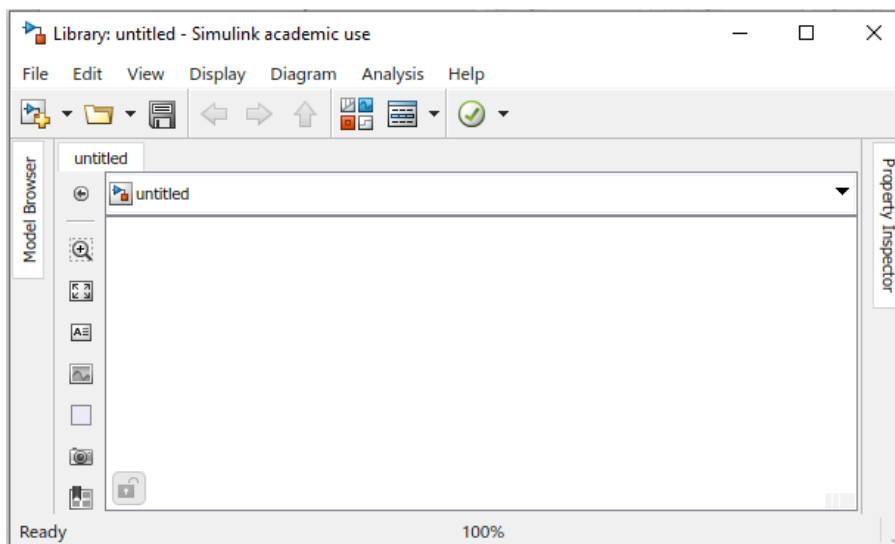 Library: untitled - Simulink academic use
File Edit View Display Diagram Analysis Help
Model Browser
untitled
untitled
Property Inspector
Ready 100%